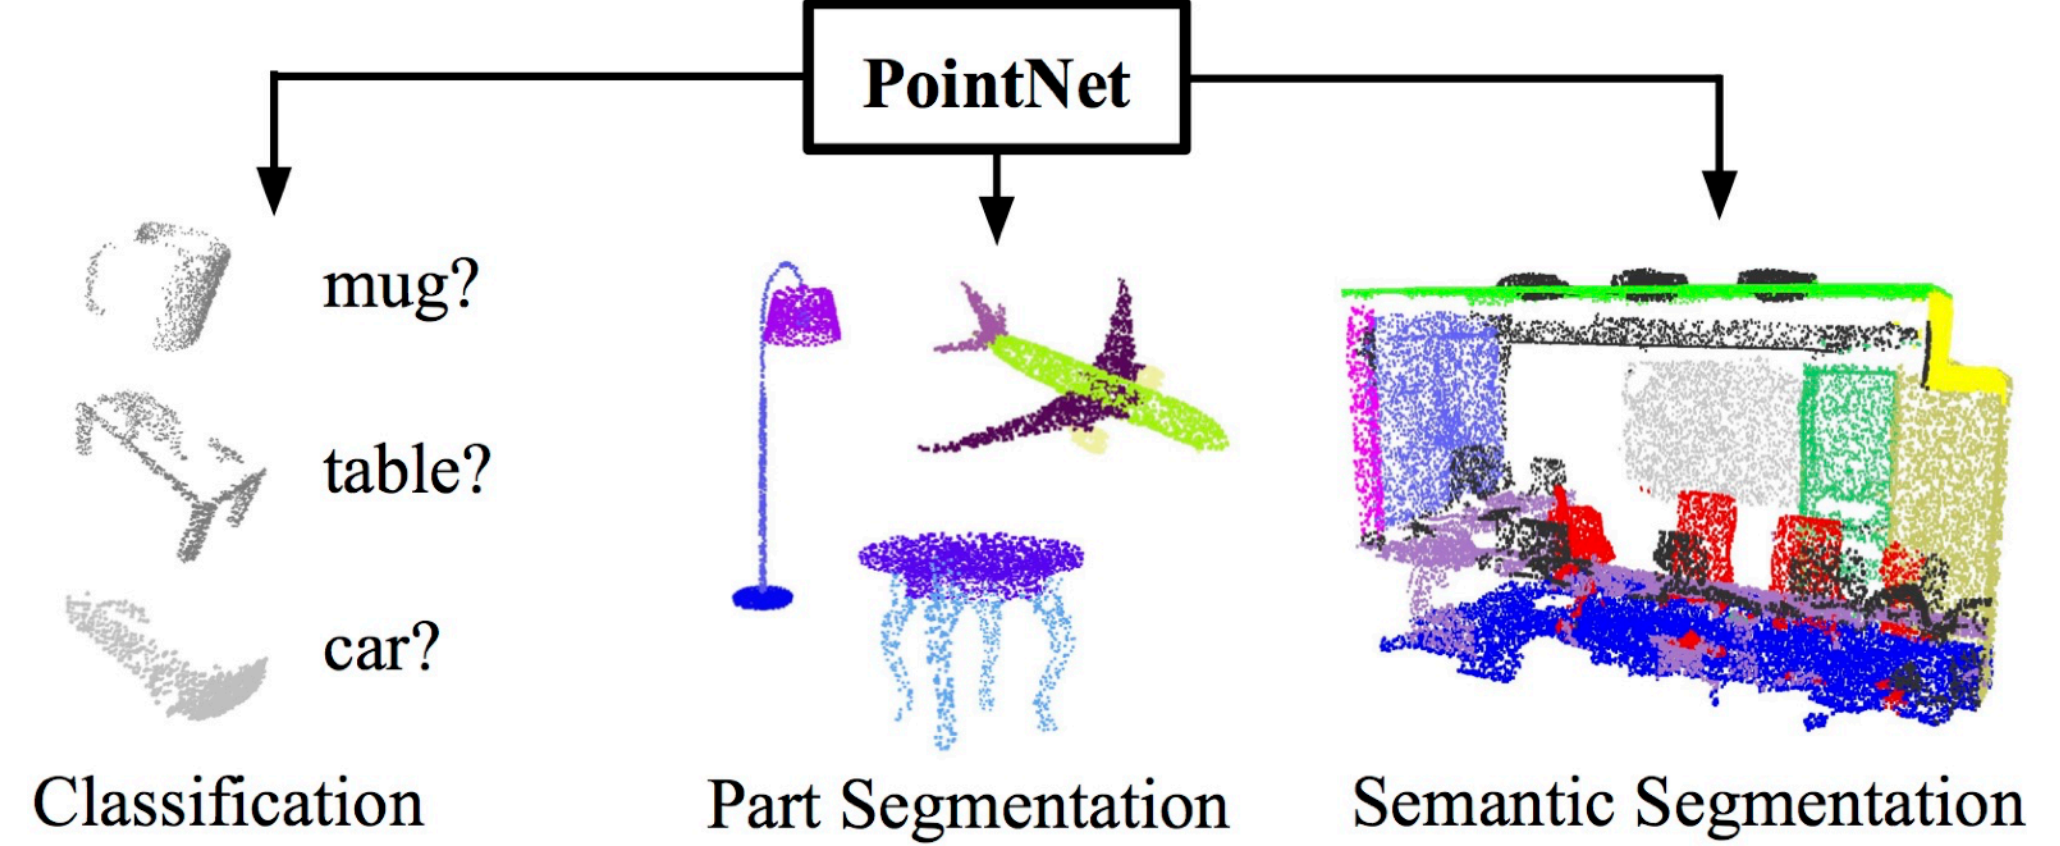 PointNet
mug?
table?
car?
Classification
Part Segmentation
Semantic Segmentation